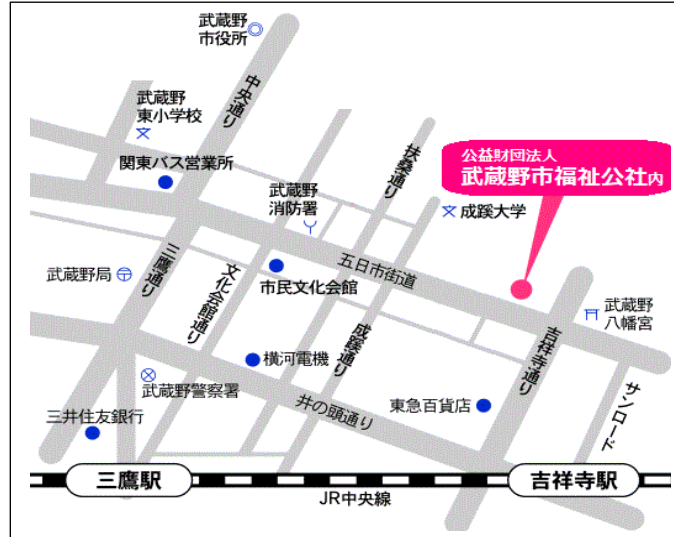 武蔵野
市役所
中央通り
武蔵野
東小学校
関東バス営業所
武蔵野
消防署
扶桑通り
公益財団法人
武蔵野市福祉公社内
成蹊大学
五日市街道
三鷹通り
武蔵野局
文化会館通り
市民文化会館
成蹊通り
吉祥寺通り
武蔵野
八幡宮
横河電機
武蔵野警察署
井の頭通り
東急百貨店
サンロード
三井住友銀行
三鷹駅
JR中央線
吉祥寺駅